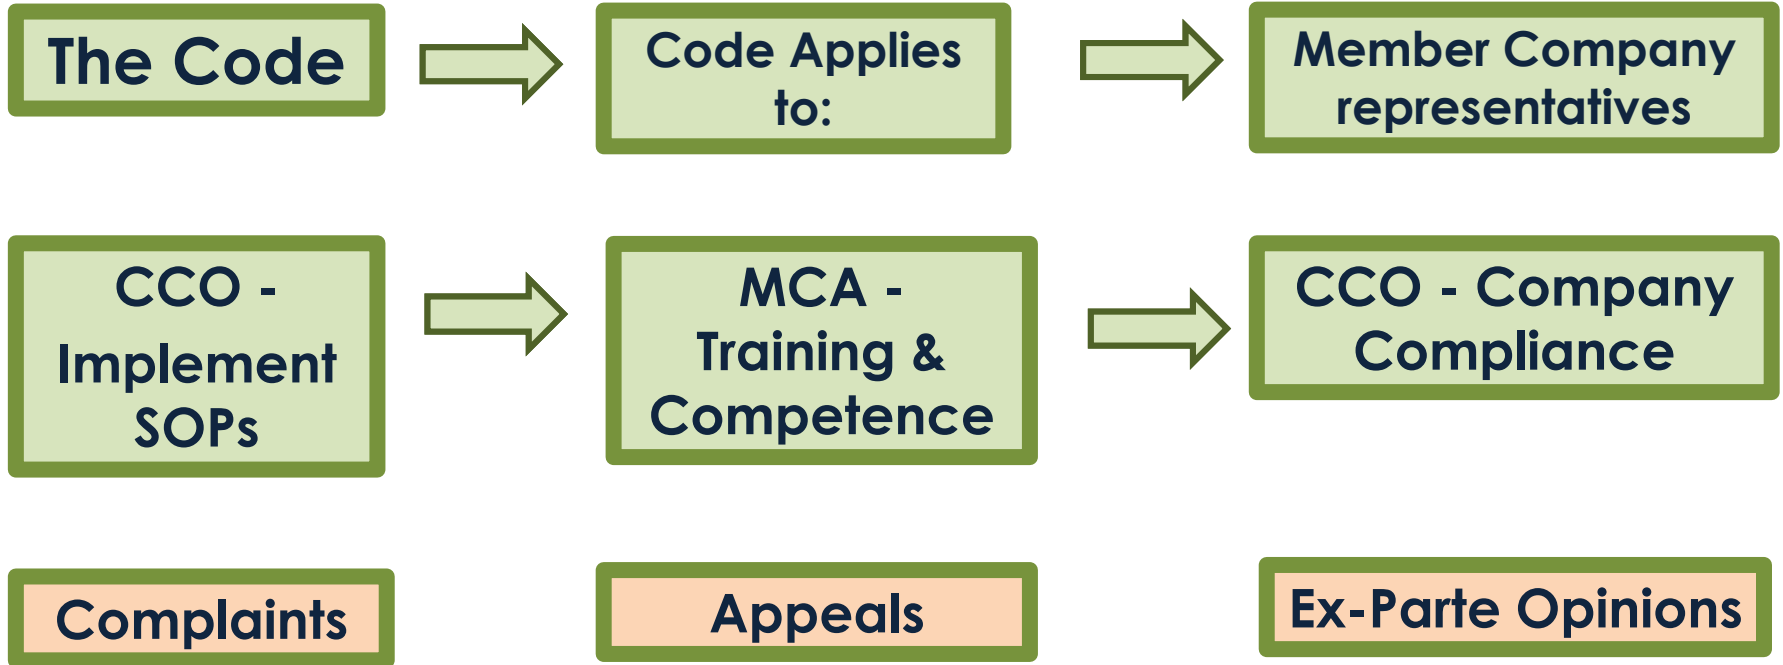 The Code
Code Applies
to:
Member Company
representatives
CCO -
Implement
SOPs
MCA -
Training &
Competence
CCO - Company
Compliance
Complaints
Appeals
Ex-Parte Opinions